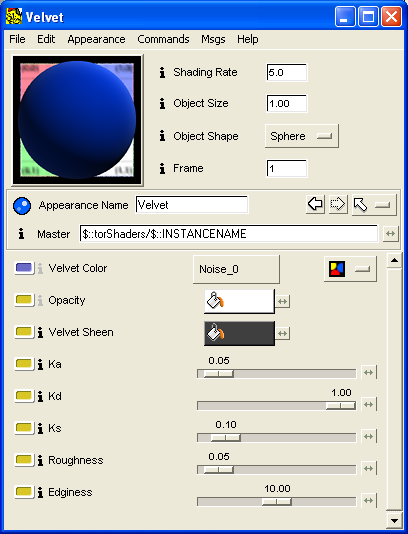 Velvet
File Edit Appearance Commands Msgs Help
Shading Rate 5.0
Object Size 1.00
Object Shape Sphere
Frame 1
Appearance Name Velvet
Master $::torShaders/$::INSTANCENAME
Velvet Color Noise_0
Opacity
Velvet Sheen
Ka 0.05
Kd 1.00
Ks 0.10
Roughness 0.05
Edginess 10.00